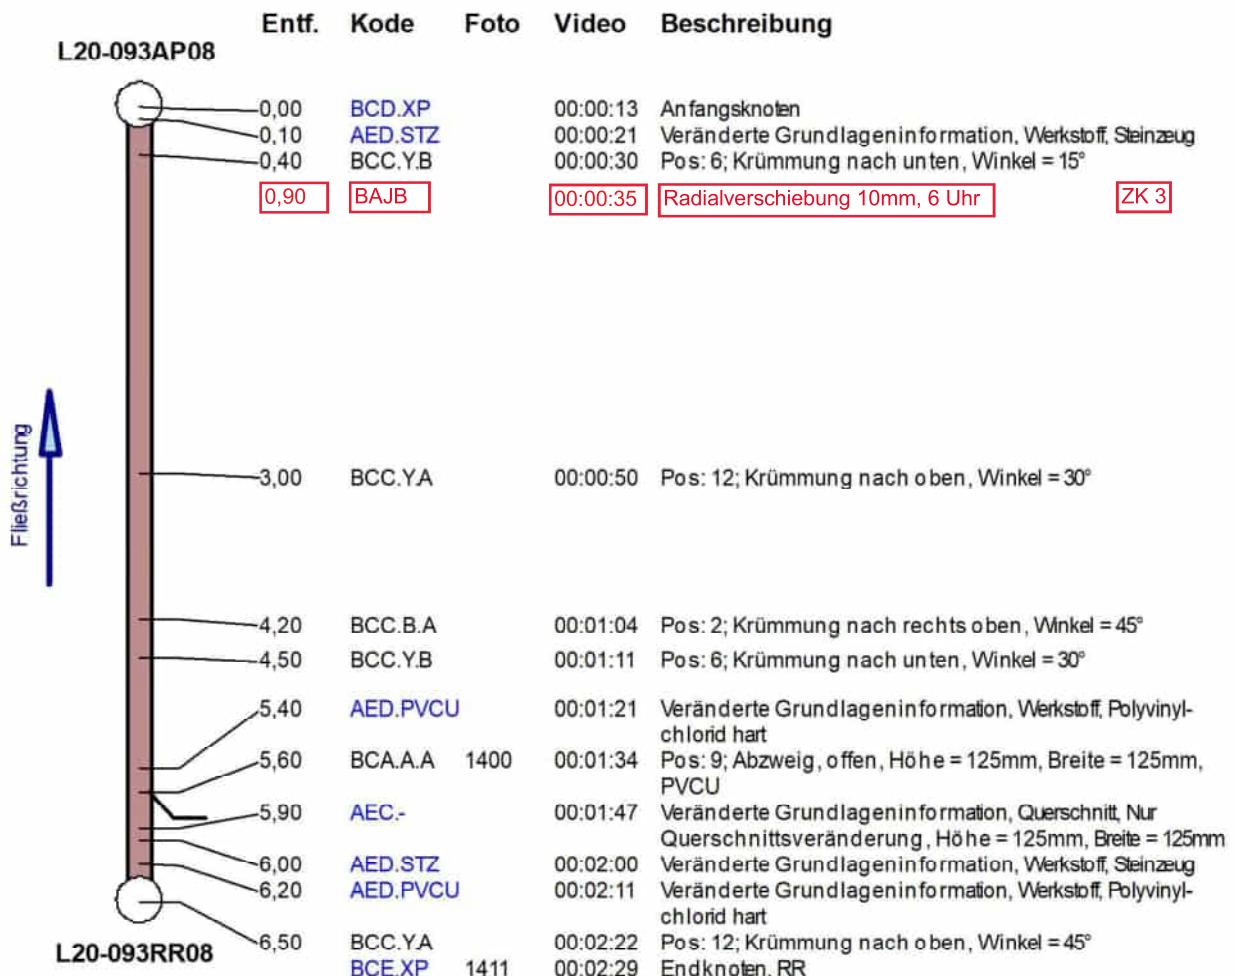 Entf. Kode Foto Video Beschreibung
L20-093AP08
0,00 BCD.XP 00:00:13 Anfangsknoten
0,10 AED.STZ 00:00:21 Veränderte Grundlageninformation, Werkstoff, Steinzeug
0,40 BCC.Y.B 00:00:30 Pos: 6; Krümmung nach unten, Winkel = 15°
0,90 BAJB 00:00:35 Radialverschiebung 10mm, 6 Uhr ZK 3
Fließrichtung
3,00 BCC.Y.A 00:00:50 Pos: 12; Krümmung nach oben, Winkel = 30°
4,20 BCC.B.A 00:01:04 Pos: 2; Krümmung nach rechts oben, Winkel = 45°
4,50 BCC.Y.B 00:01:11 Pos: 6; Krümmung nach unten, Winkel = 30°
5,40 AED.PVCU 00:01:21 Veränderte Grundlageninformation, Werkstoff, Polyvinyl-
chlorid hart
5,60 BCA.A.A 1400 00:01:34 Pos: 9; Abzweig, offen, Höhe = 125mm, Breite = 125mm,
PVCU
5,90 AEC.- 00:01:47 Veränderte Grundlageninformation, Querschnitt, Nur
Querschnittsveränderung, Höhe = 125mm, Breite = 125mm
6,00 AED.STZ 00:02:00 Veränderte Grundlageninformation, Werkstoff, Steinzeug
6,20 AED.PVCU 00:02:11 Veränderte Grundlageninformation, Werkstoff, Polyvinyl-
chlorid hart
6,50 BCC.Y.A 00:02:22 Pos: 12; Krümmung nach oben, Winkel = 45°
L20-093RR08
BCE.XP 1411 00:02:29 Endknoten, RR